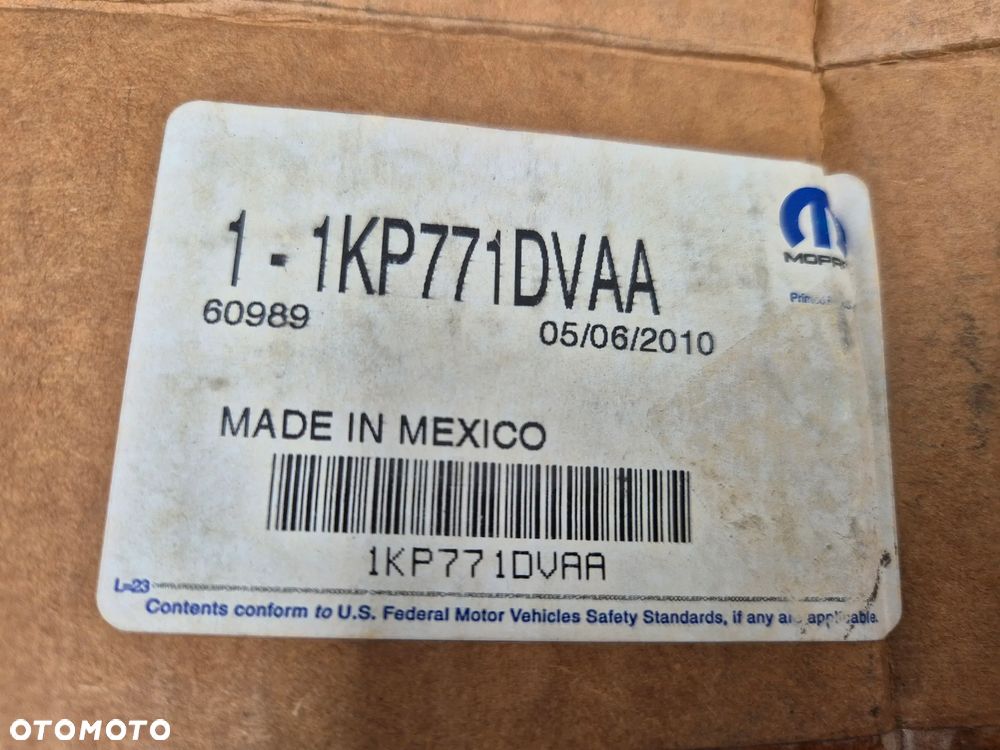 1 - 1KP771DVAA
60989
05/06/2010
MOPAR
MADE IN MEXICO
1KP771DVAA
L=23
Contents conform to U.S. Federal Motor Vehicles Safety Standards, if any are applicable.
OTOMOTO